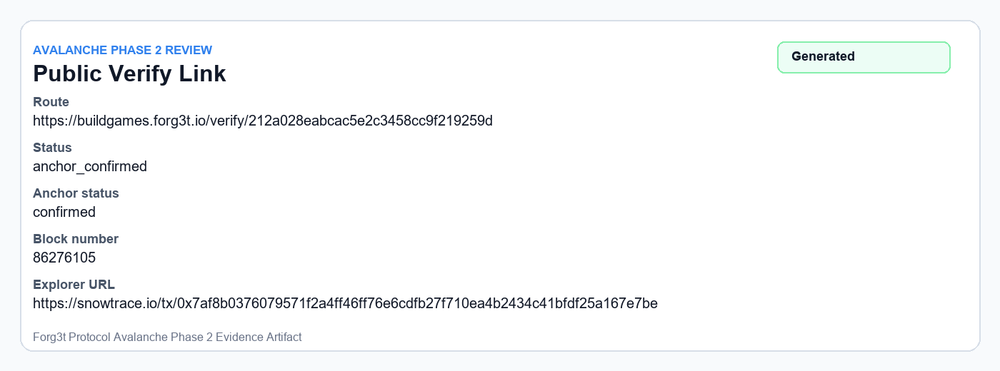 AVALANCHE PHASE 2 REVIEW
Public Verify Link
Generated
Route
https://buildgames.forg3t.io/verify/212a028eabcac5e2c3458cc9f219259d
Status
anchor_confirmed
Anchor status
confirmed
Block number
86276105
Explorer URL
https://snowtrace.io/tx/0x7af8b0376079571f2a4ff46ff76e6cdfb27f710ea4b2434c41bfdf25a167e7be
Forg3t Protocol Avalanche Phase 2 Evidence Artifact